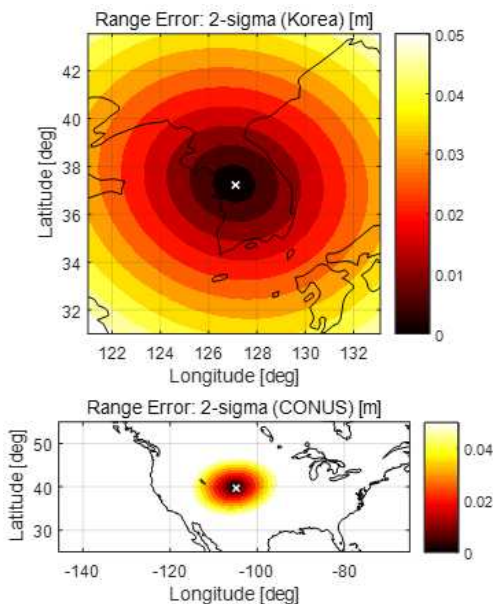 Range Error: 2-sigma (Korea) [m]
Latitude [deg]
42
40
38
36
34
32
122 124 126 128 130 132
Longitude [deg]
0.05
0.04
0.03
0.02
0.01
0
Range Error: 2-sigma (CONUS) [m]
Latitude [deg]
50
40
30
-140 -120 -100 -80
Longitude [deg]
0.04
0.02
0